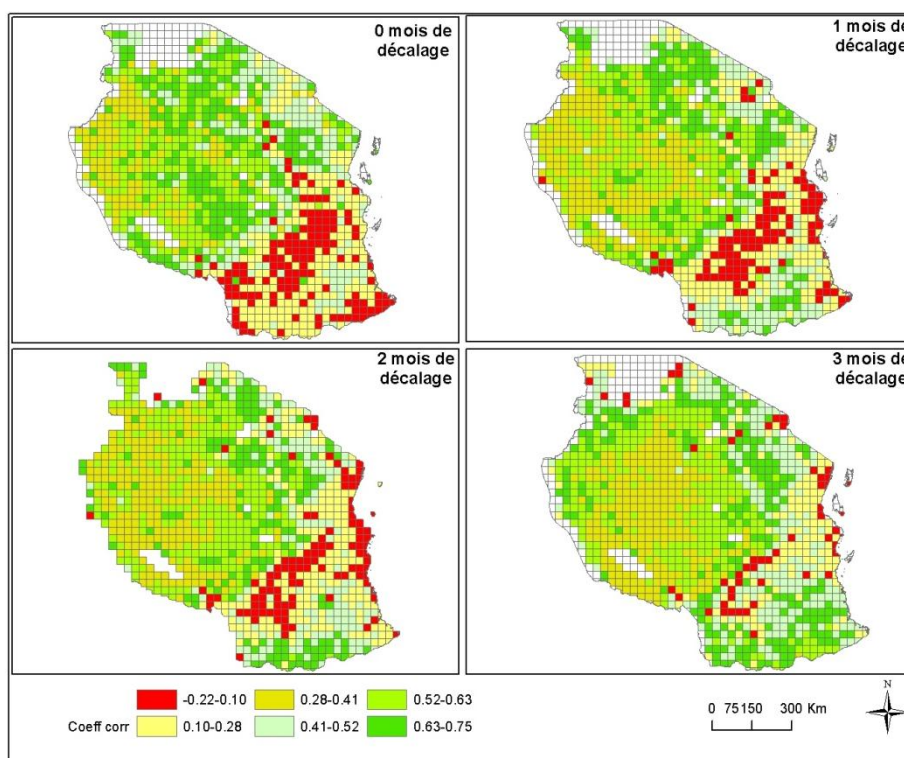 0 mois de
décalage
1 mois de
décalage
2 mois de
décalage
3 mois de
décalage
Coeff corr
-0.22-0.10
0.28-0.41
0.52-0.63
0.10-0.28
0.41-0.52
0.63-0.75
0 75150 300 Km
N